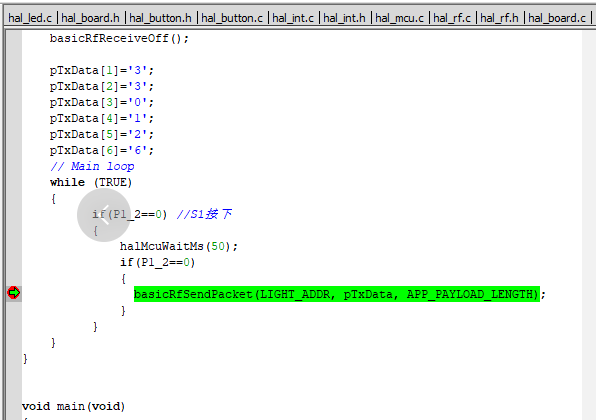 hal_led.c hal_board.h hal_button.h hal_button.c hal_int.c hal_int.h hal_mcu.c hal_rf.c hal_rf.h hal_board.c
basicRfReceiveOff();
pTxData[1]='3';
pTxData[2]='3';
pTxData[3]='0';
pTxData[4]='1';
pTxData[5]='2';
pTxData[6]='6';
// Main loop
while (TRUE)
{
if(P1_2==0) //S1按下
{
halMcuWaitMs(50);
if(P1_2==0)
{
basicRfSendPacket(LIGHT_ADDR, pTxData, APP_PAYLOAD_LENGTH);
}
}
}
}
void main(void)